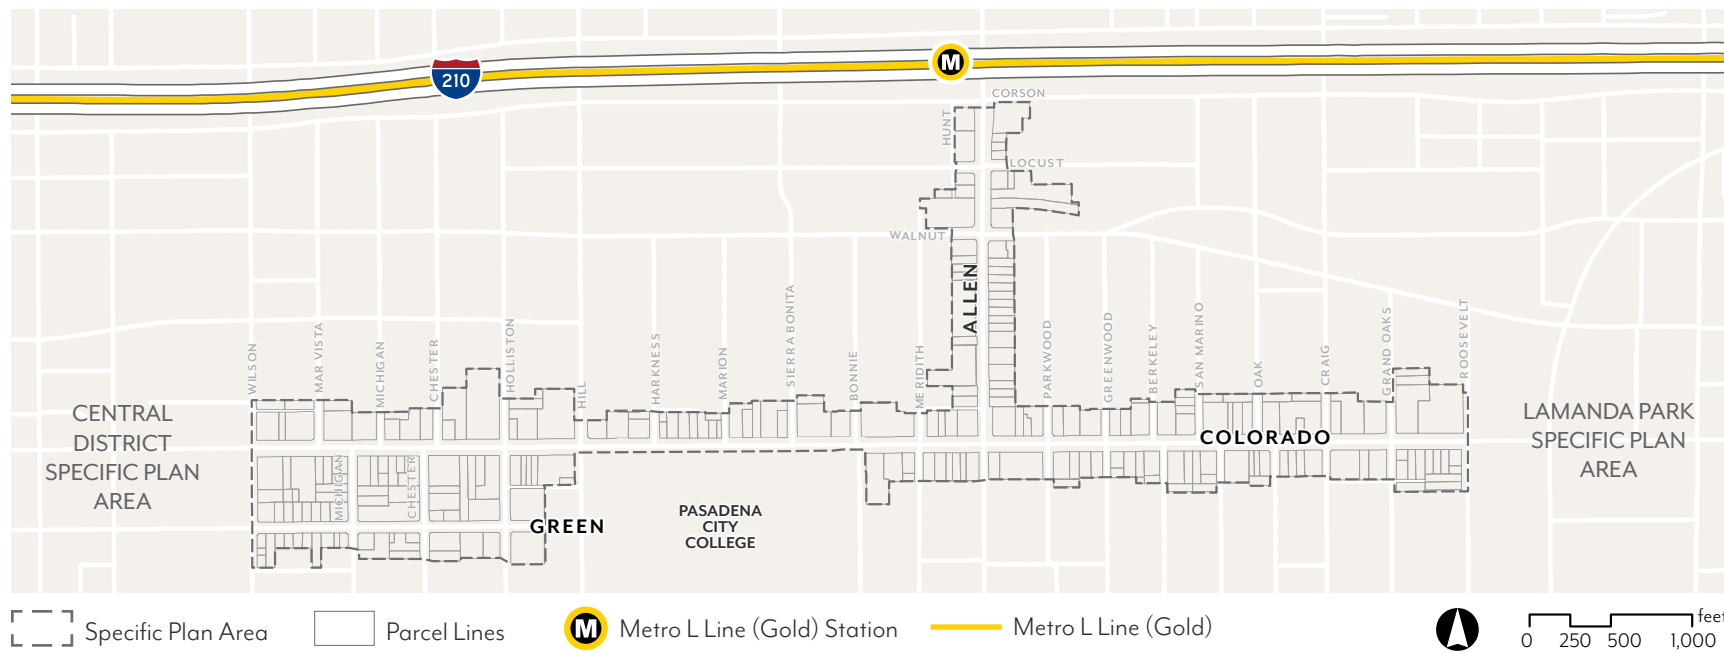 210
M
CORSON
HUNT
LOCUST
WALNUT
ALLEN
WILSON
MAR VISTA
MICHIGAN
CHESTER
HOLLISTON
HILL
HARKNESS
MARION
SIERRA BONITA
BONNIE
MERIDITH
PARKWOOD
GREENWOOD
BERKELEY
SAN MARINO
OAK
CRAIG
GRAND OAKS
ROOSEVELT
CENTRAL
DISTRICT
SPECIFIC PLAN
AREA
LAMANDA PARK
SPECIFIC PLAN
AREA
COLORADO
MICHIGAN
CHESTER
GREEN
PASADENA
CITY
COLLEGE
Specific Plan Area
Parcel Lines
M
Metro L Line (Gold) Station
Metro L Line (Gold)
feet
0 250 500 1,000